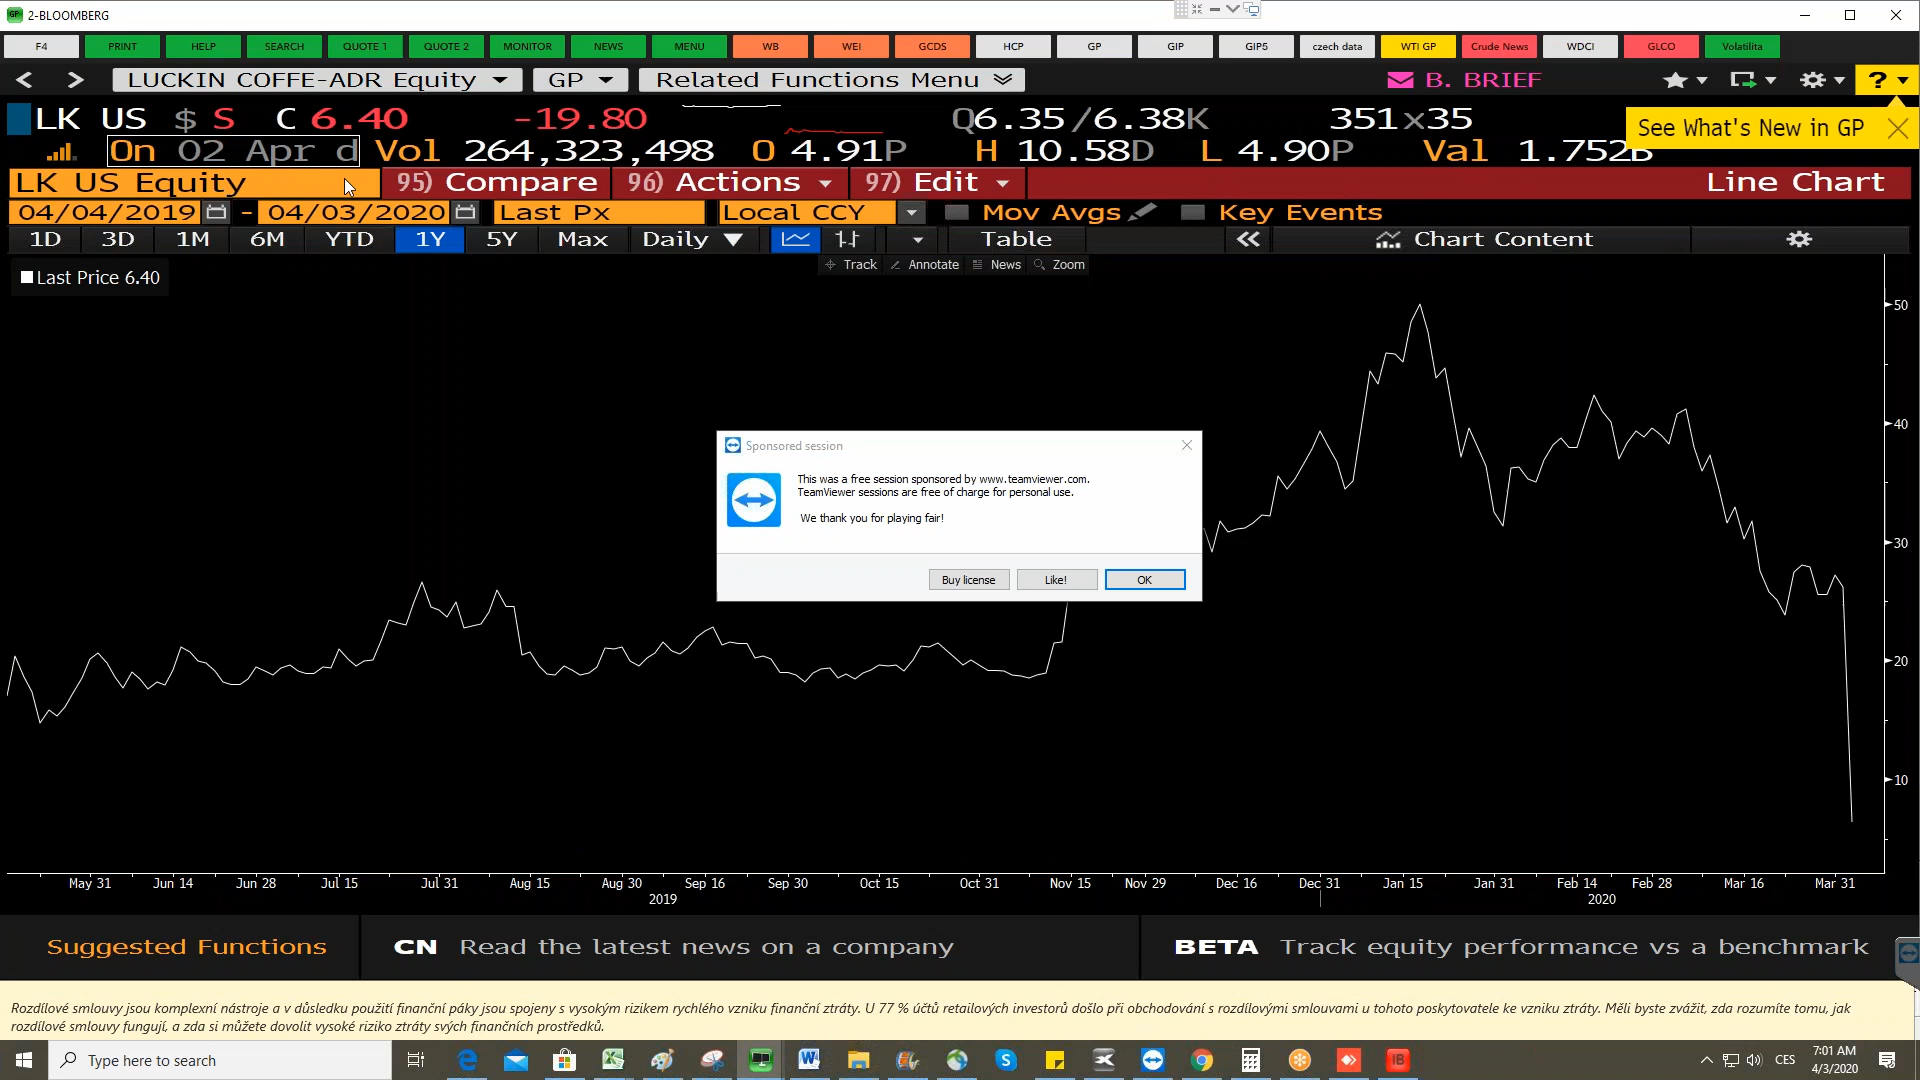 2-BLOOMBERG
F4 PRINT HELP SEARCH QUOTE 1 QUOTE 2 MONITOR NEWS MENU WB WEI GCDS HCP GP GIP GIP5 czech data WTI GP Crude News WDCI GLCO Volatilita
LUCKIN COFFE-ADR Equity GP Related Functions Menu B. BRIEF ?
LK US $ S C 6.40 -19.80 Q6.35/6.38K 351x35
See What's New in GP
On 02 Apr d Vol 264,323,498 O 4.91P H 10.58D L 4.90P Val 1.752B
LK US Equity 95) Compare 96) Actions 97) Edit Line Chart
04/04/2019 - 04/03/2020 Last Px Local CCY Mov Avgs Key Events
1D 3D 1M 6M YTD 1Y 5Y Max Daily Table Chart Content
Track Annotate News Zoom
Last Price 6.40
50
40
30
20
10
Sponsored session
This was a free session sponsored by www.teamviewer.com.
TeamViewer sessions are free of charge for personal use.
We thank you for playing fair!
Buy license Like! OK
May 31 Jun 14 Jun 28 Jul 15 Jul 31 Aug 15 Aug 30 Sep 16 Sep 30 Oct 15 Oct 31 Nov 15 Nov 29 Dec 16 Dec 31 Jan 15 Jan 31 Feb 14 Feb 28 Mar 16 Mar 31
2019 2020
Suggested Functions CN Read the latest news on a company BETA Track equity performance vs a benchmark
Rozdílové smlouvy jsou komplexní nástroje a v důsledku použití finanční páky jsou spojeny s vysokým rizikem rychlého vzniku finanční ztráty. U 77 % účtů retailových investorů došlo při obchodování s rozdílovými smlouvami u tohoto poskytovatele ke vzniku ztráty. Měli byste zvážit, zda rozumíte tomu, jak
rozdílové smlouvy fungují, a zda si můžete dovolit vysoké riziko ztráty svých finančních prostředků.
Type here to search
CES
7:01 AM
4/3/2020